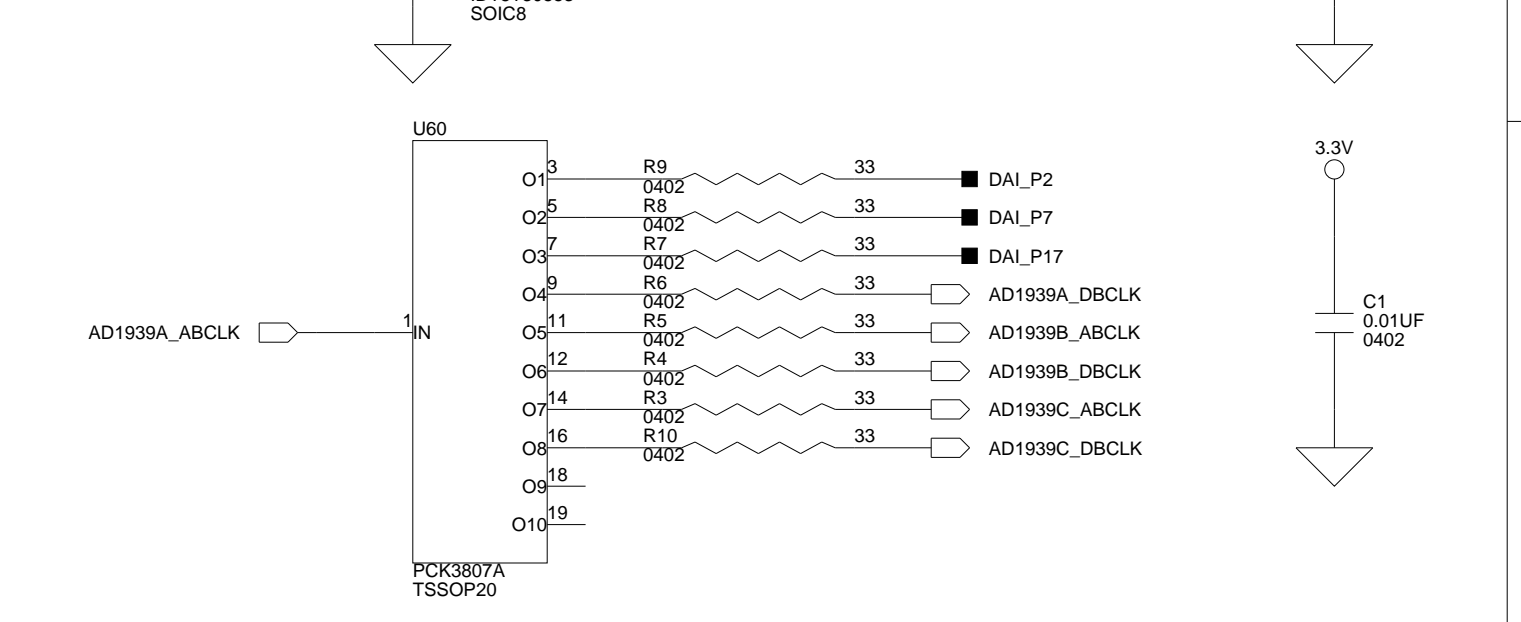 SOIC8
U60
3.3V
O1 3 R9 33 DAI_P2
0402
O2 5 R8 33 DAI_P7
0402
O3 7 R7 33 DAI_P17
0402
O4 9 R6 33 AD1939A_DBCLK
0402
AD1939A_ABCLK 1 IN O5 11 R5 33 AD1939B_ABCLK
0402
C1
0.01UF
0402
O6 12 R4 33 AD1939B_DBCLK
0402
O7 14 R3 33 AD1939C_ABCLK
0402
O8 16 R10 33 AD1939C_DBCLK
0402
O9 18
O10 19
PCK3807A
TSSOP20